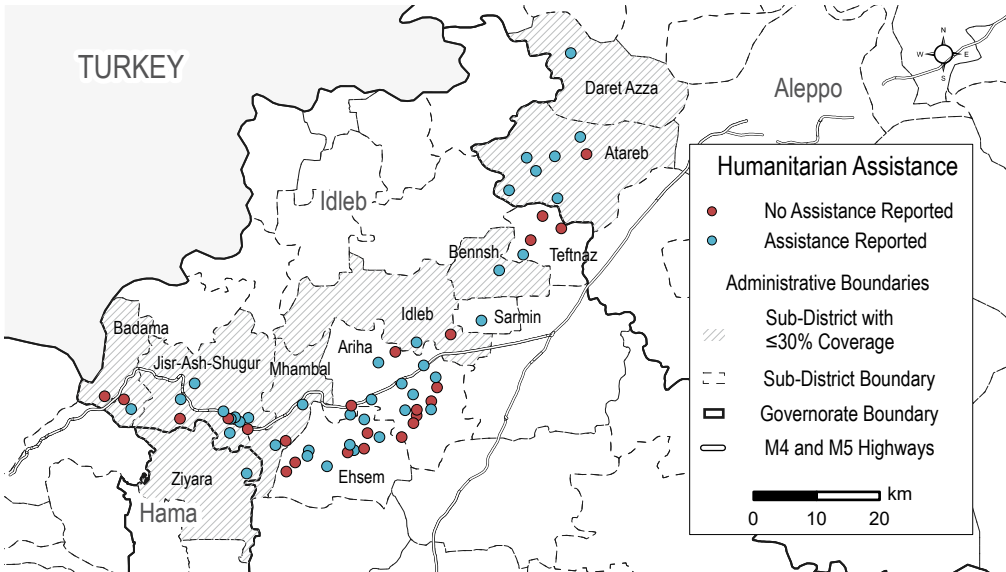 TURKEY
N
W
E
S
Daret Azza
Aleppo
Atareb
Idleb
Bennsh.
Teftnaz
Badama
Idleb
Sarmin
Ariha
Jisr-Ash-Shugur
Mhambal
Ziyara
Ehsem
Hama
Humanitarian Assistance
No Assistance Reported
Assistance Reported
Administrative Boundaries
Sub-District with
≤30% Coverage
Sub-District Boundary
Governorate Boundary
M4 and M5 Highways
km
0 10 20